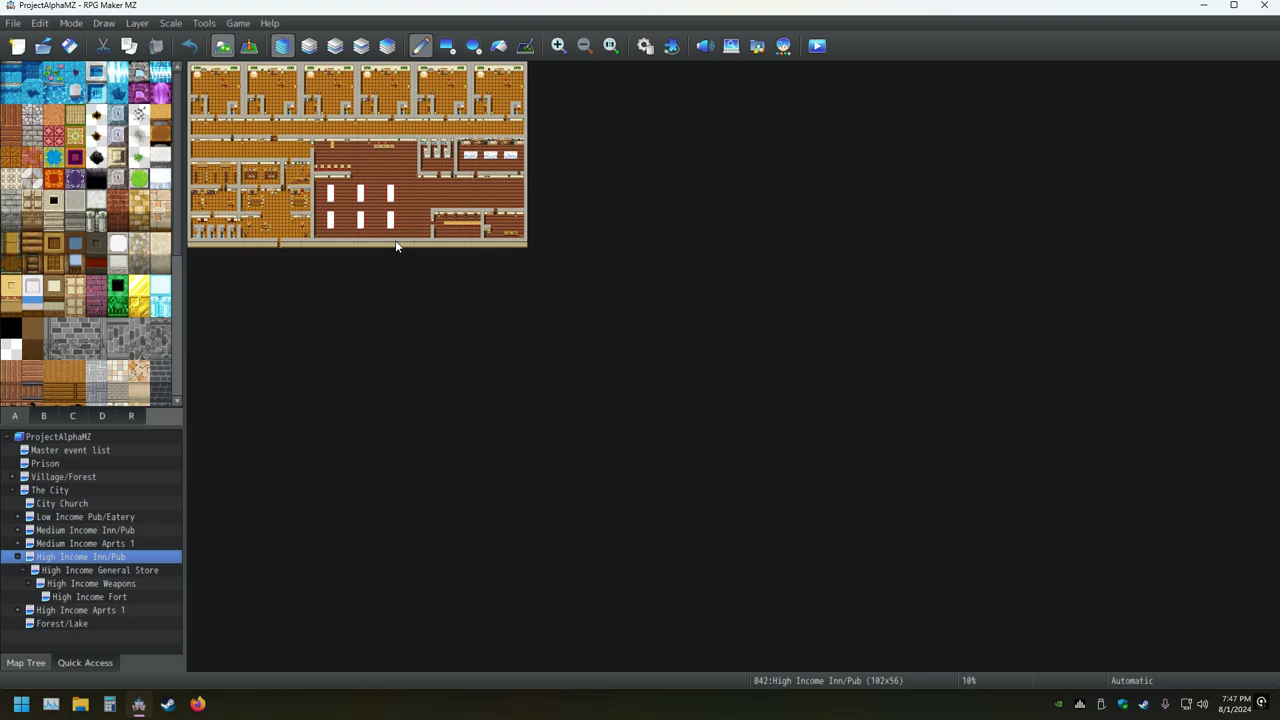 ProjectAlphaMZ - RPG Maker MZ
File Edit Mode Draw Layer Scale Tools Game Help
A B C D R
ProjectAlphaMZ
Master event list
Prison
Village/Forest
The City
City Church
Low Income Pub/Eatery
Medium Income Inn/Pub
Medium Income Aprts 1
High Income Inn/Pub
High Income General Store
High Income Weapons
High Income Fort
High Income Aprts 1
Forest/Lake
Map Tree Quick Access
042:High Income Inn/Pub (102x56) 10% Automatic
7:47 PM
8/1/2024